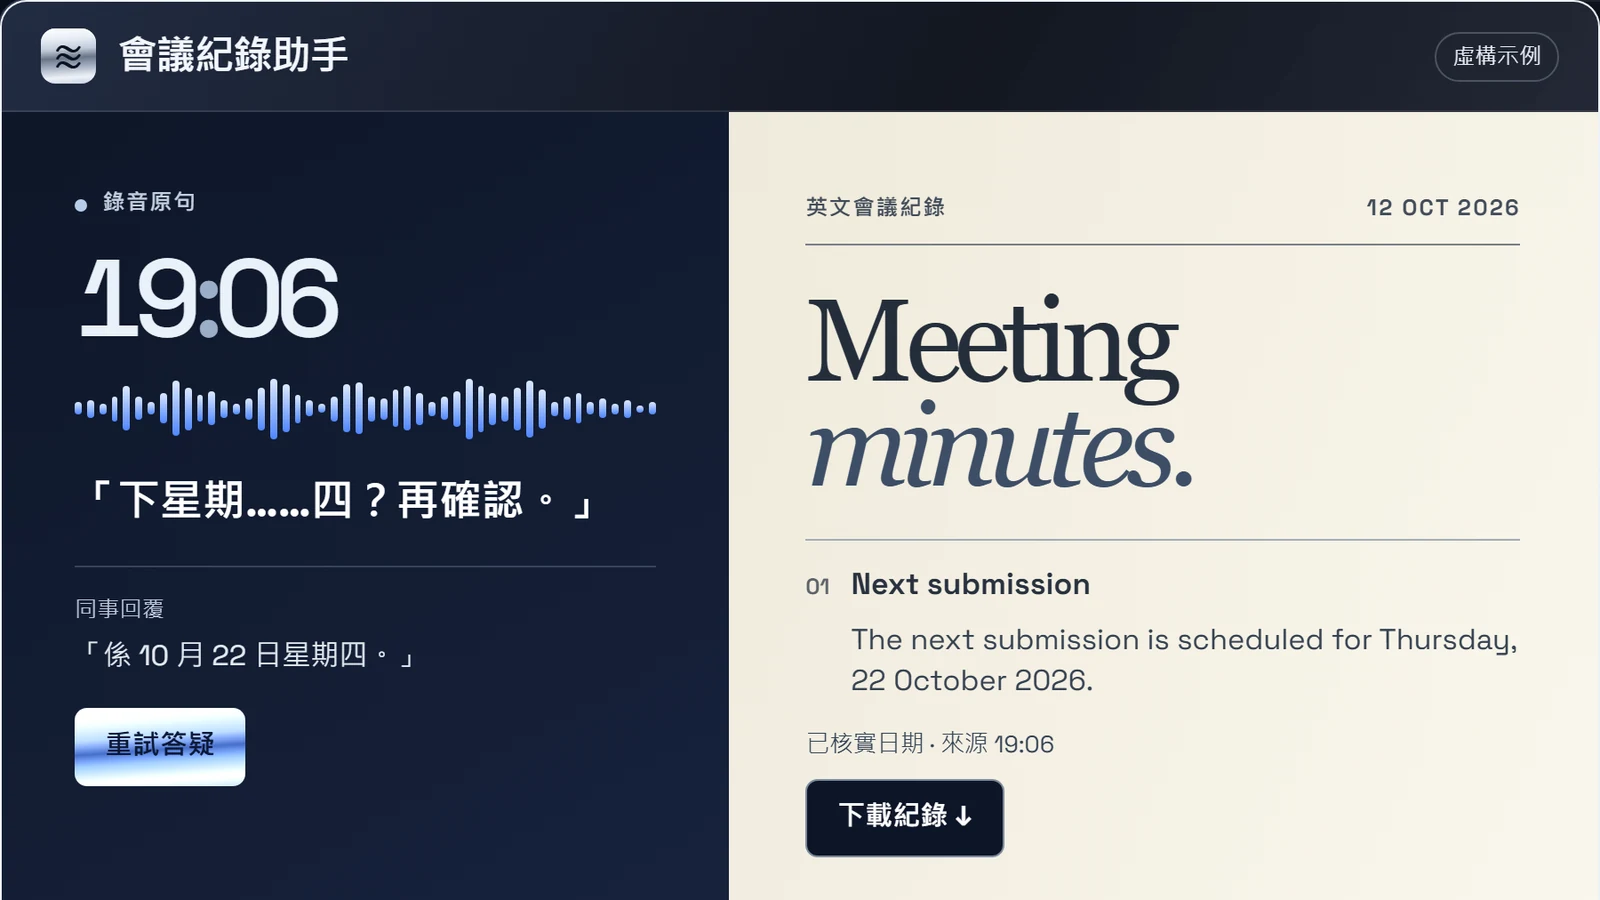 會議紀錄助手
虛構示例
錄音原句
19:06
「下星期……四？再確認。」
同事回覆
「係 10 月 22 日星期四。」
重試答疑
英文會議紀錄
12 OCT 2026
Meeting
minutes.
01 Next submission
The next submission is scheduled for Thursday,
22 October 2026.
已核實日期 · 來源 19:06
下載紀錄 ↓